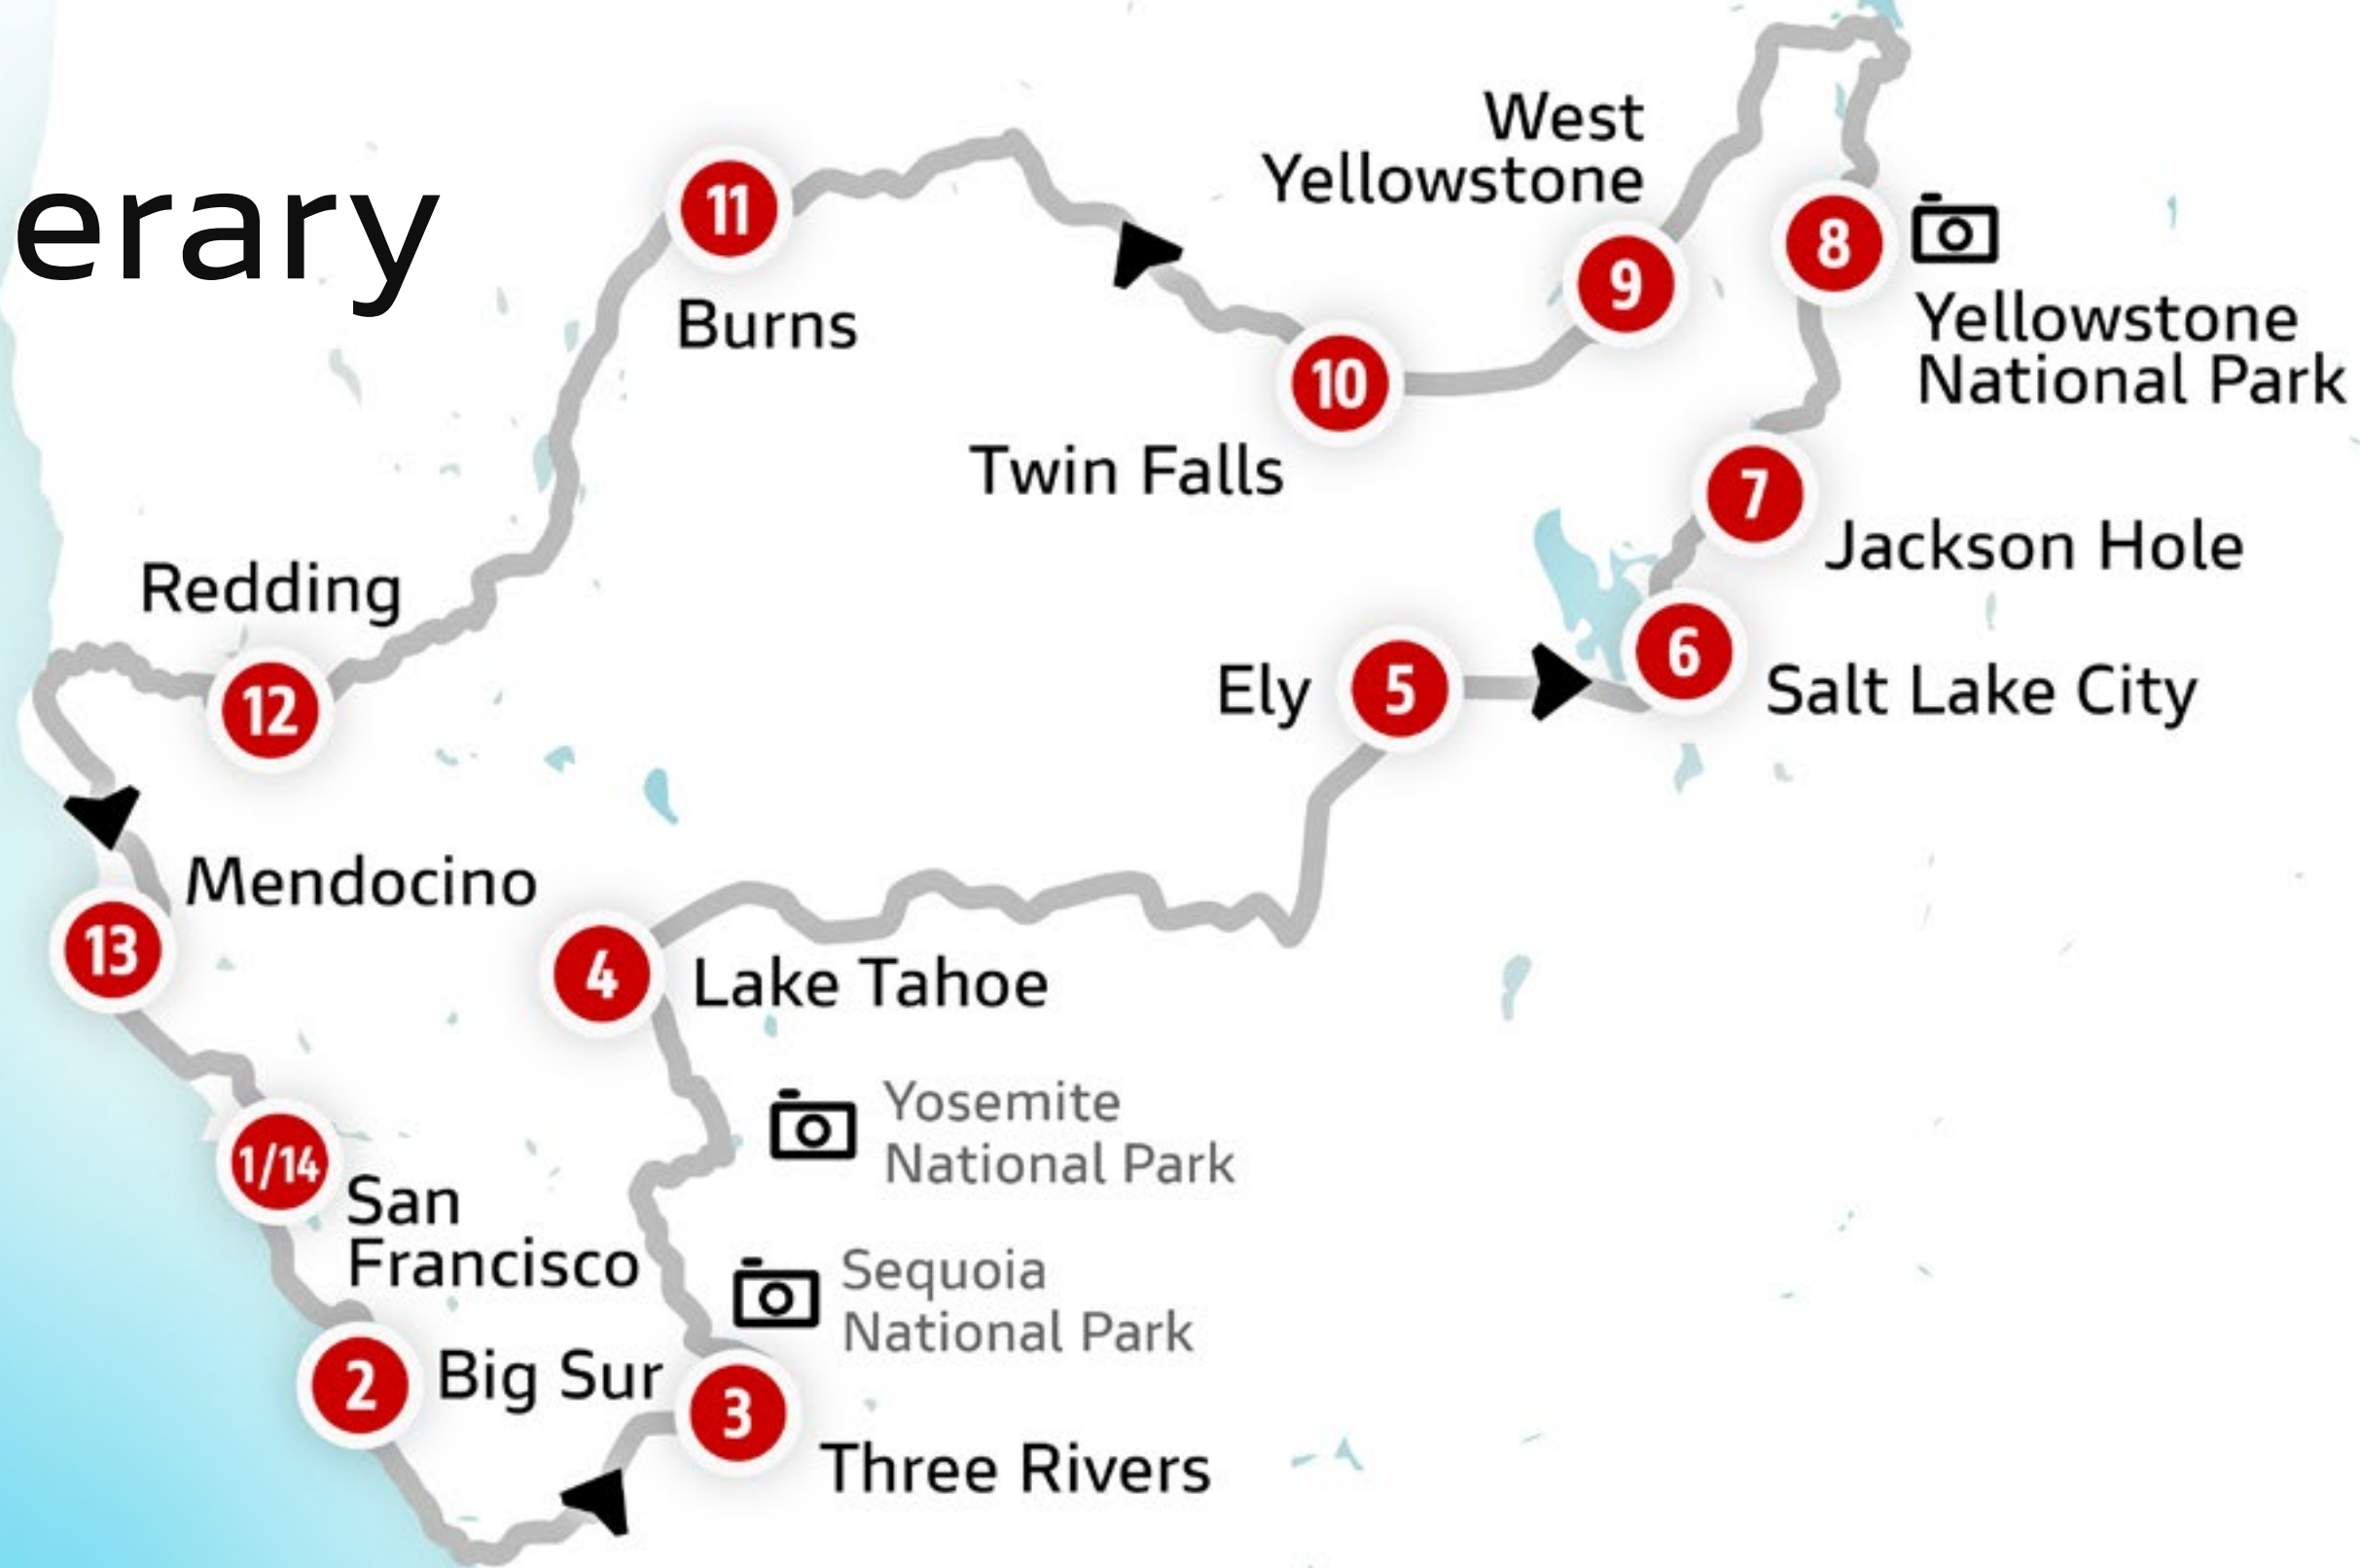 erary
West
Yellowstone
11
8
9
Burns
Yellowstone
National Park
10
Twin Falls
7
Jackson Hole
Redding
6
Ely
5
Salt Lake City
12
Mendocino
13
4
Lake Tahoe
Yosemite
National Park
1/14
San
Francisco
Sequoia
National Park
2
Big Sur
3
Three Rivers